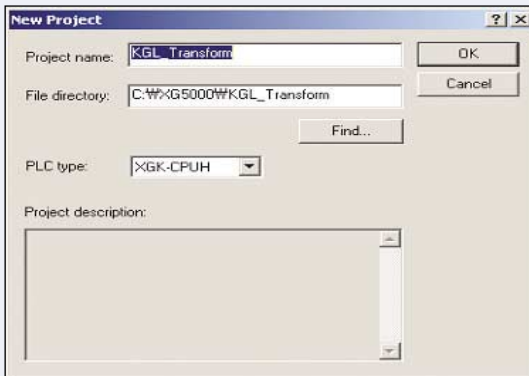 New Project
Project name: KGL_Transform
OK
File directory: C:₩XG5000₩KGL_Transform
Cancel
Find...
PLC type: XGK-CPUH
Project description: